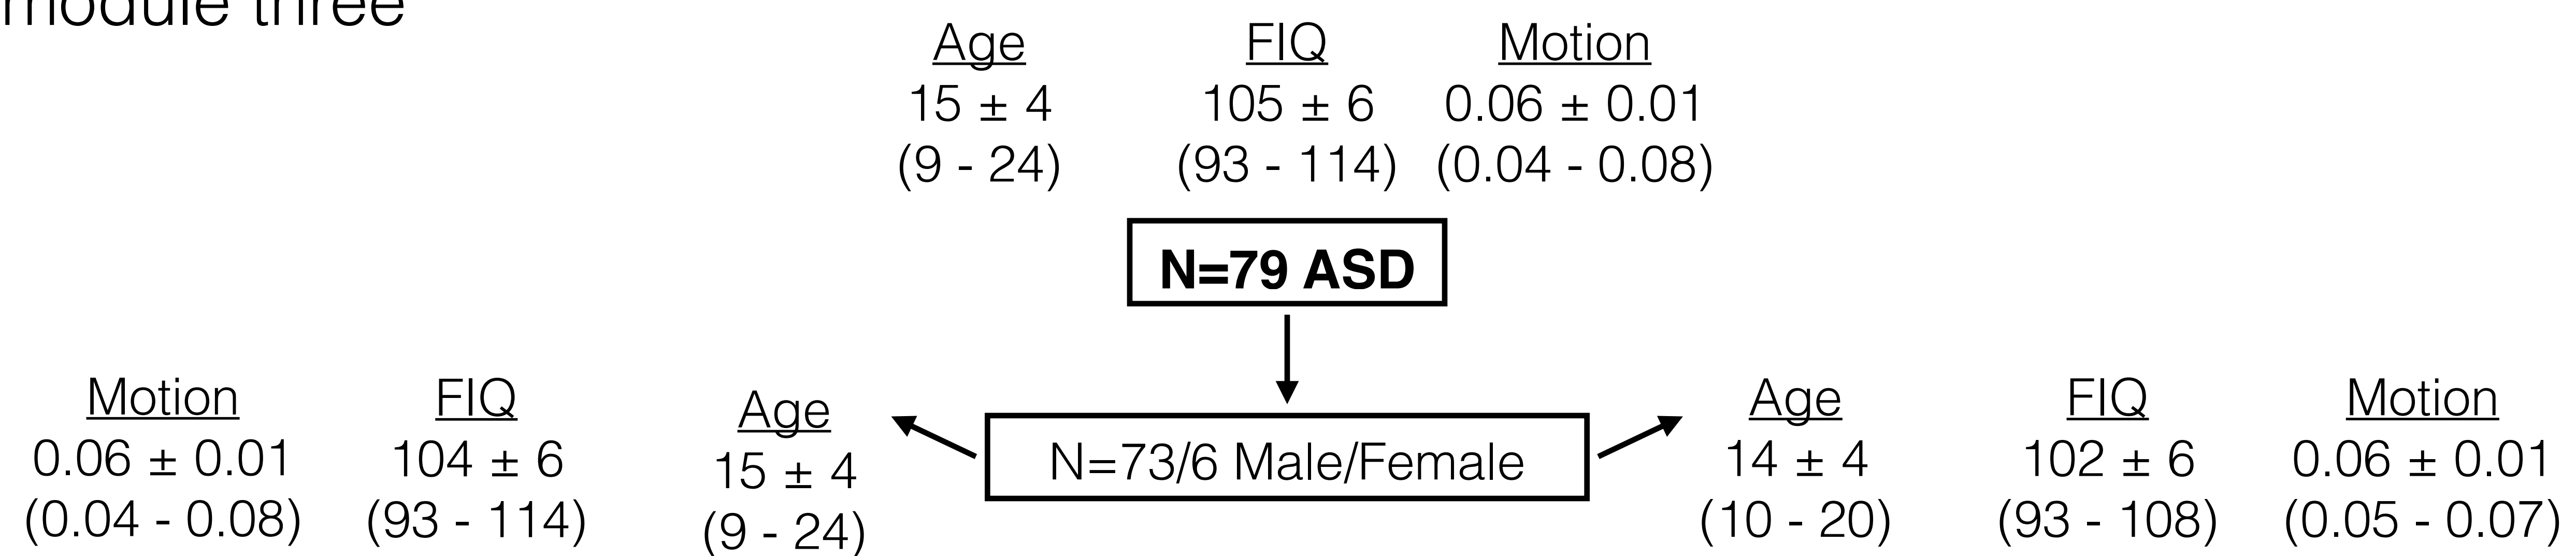 module three
Age FIQ Motion
15 ± 4 105 ± 6 0.06 ± 0.01
(9 - 24) (93 - 114) (0.04 - 0.08)
N=79 ASD
Motion FIQ Age Age FIQ Motion
0.06 ± 0.01 104 ± 6 15 ± 4 N=73/6 Male/Female 14 ± 4 102 ± 6 0.06 ± 0.01
(0.04 - 0.08) (93 - 114) (9 - 24) (10 - 20) (93 - 108) (0.05 - 0.07)